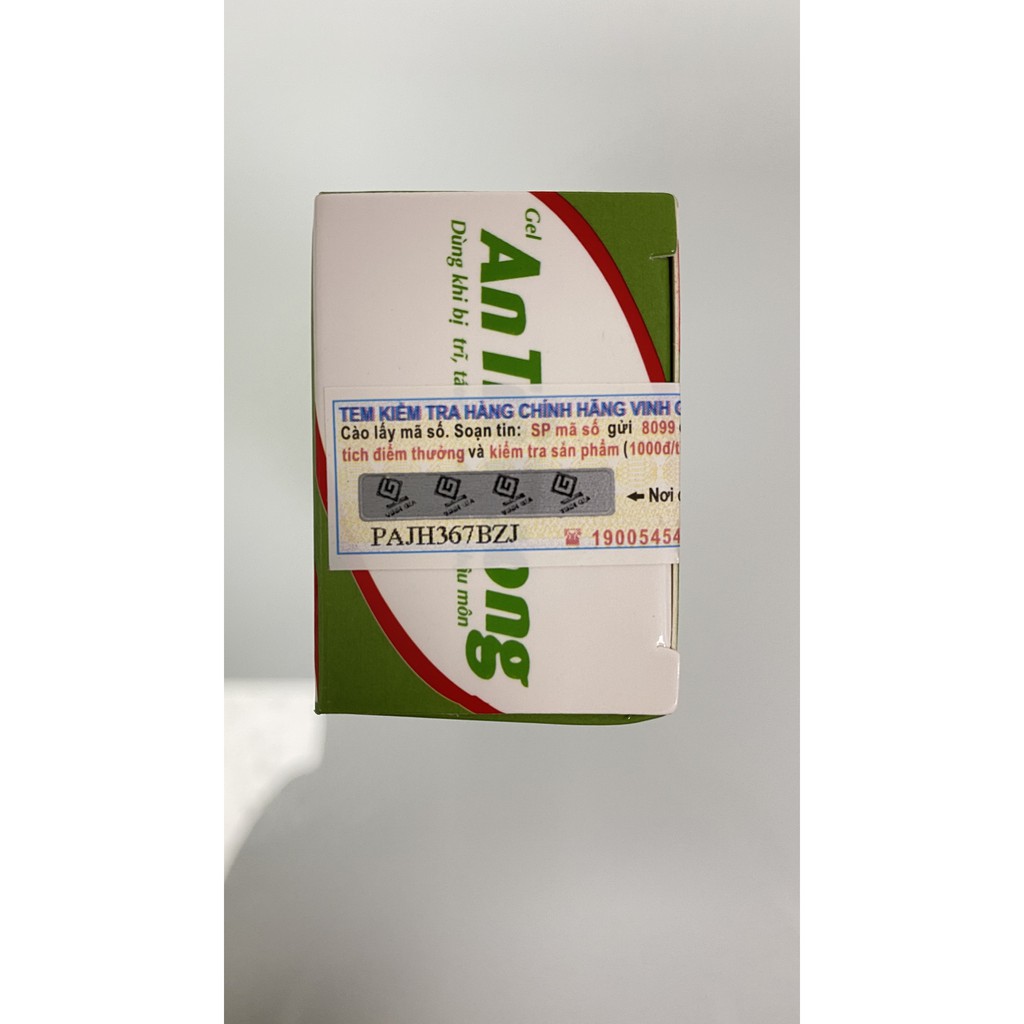 Gel
An T ong
Dùng khi bị trĩ, tá ậu môn
TEM KIỂM TRA HÀNG CHÍNH HÃNG VINH G
Cào lấy mã số. Soạn tin: SP mã số gửi 8099
tích điểm thưởng và kiểm tra sản phẩm (1000đ/t
Nơi
PAJH367BZJ
19005454